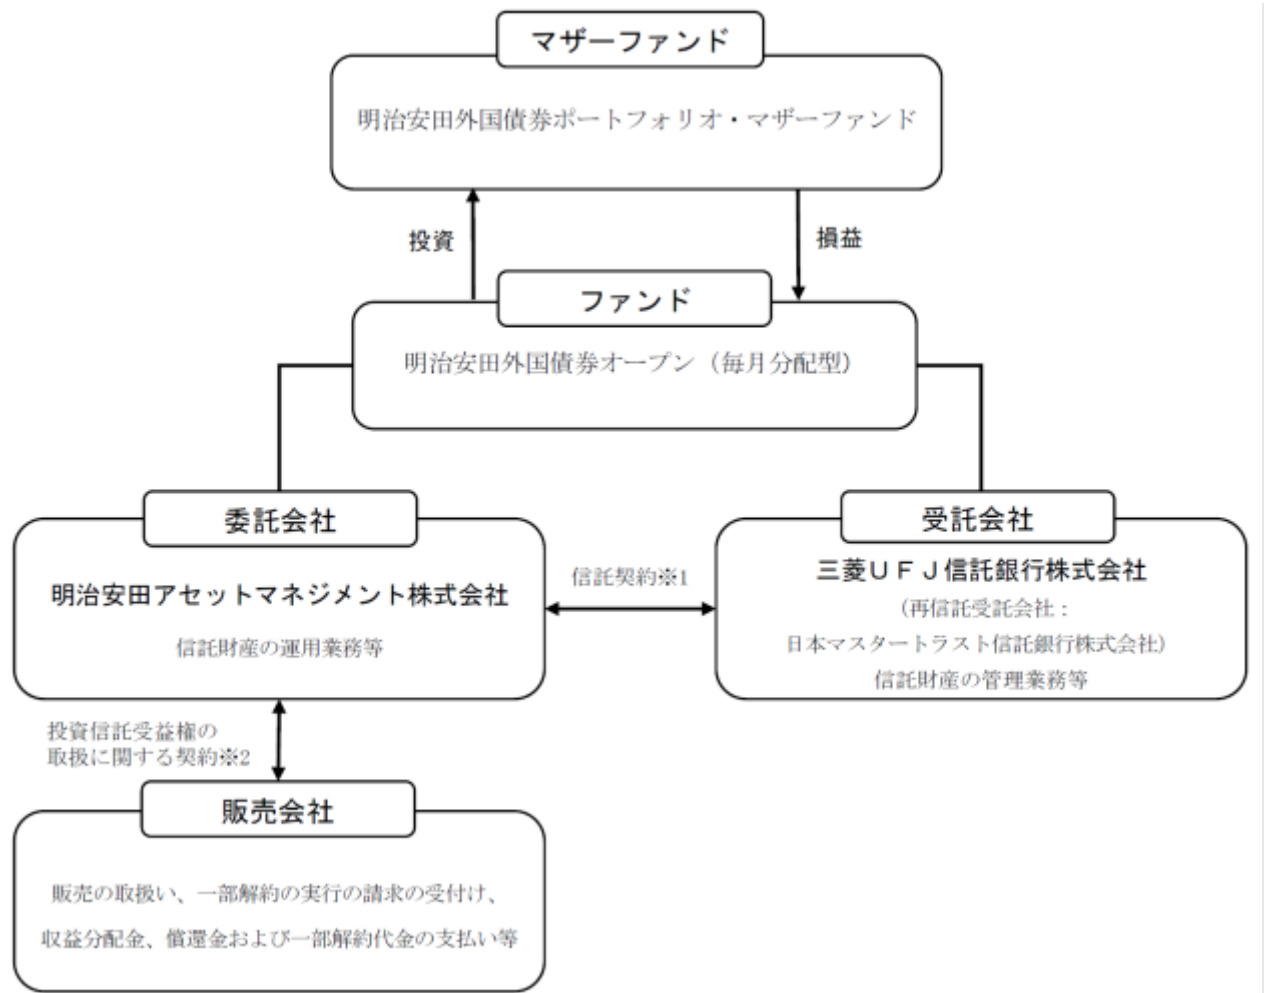 マザーファンド
明治安田外国債券ポートフォリオ・マザーファンド
投資
損益
ファンド
明治安田外国債券オープン（毎月分配型）
委託会社
明治安田アセットマネジメント株式会社
信託財産の運用業務等
信託契約※1
受託会社
三菱ＵＦＪ信託銀行株式会社
（再信託受託会社：
日本マスタートラスト信託銀行株式会社）
信託財産の管理業務等
投資信託受益権の
取扱に関する契約※2
販売会社
販売の取扱い、一部解約の実行の請求の受付け、
収益分配金、償還金および一部解約代金の支払い等